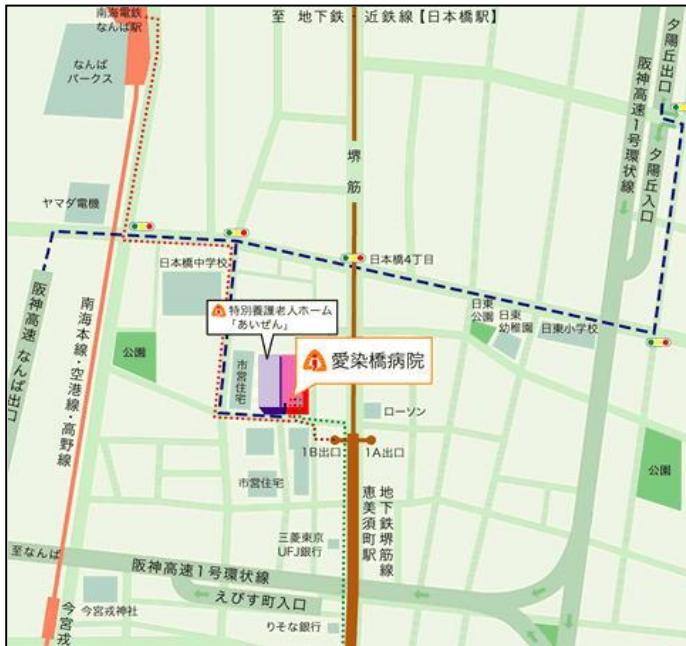 南海電鉄
なんば駅
至 地下鉄・近鉄線【日本橋駅】
なんば
パークス
夕陽丘出口
阪神高速1号環状線
夕陽丘入口
堺筋
ヤマダ電機
日本橋中学校
日本橋4丁目
阪神高速 なんば出口
南海本線・空港線・高野線
特別養護老人ホーム
「あいぜん」
日東
公園
日東
幼稚園
日東小学校
公園
市営住宅
愛染橋病院
ローソン
1B出口
1A出口
市営住宅
公園
地下鉄堺筋線
恵美須町駅
三菱東京
UFJ銀行
至なんば
阪神高速1号環状線
えびす町入口
今宮戎神社
今宮戎
りそな銀行